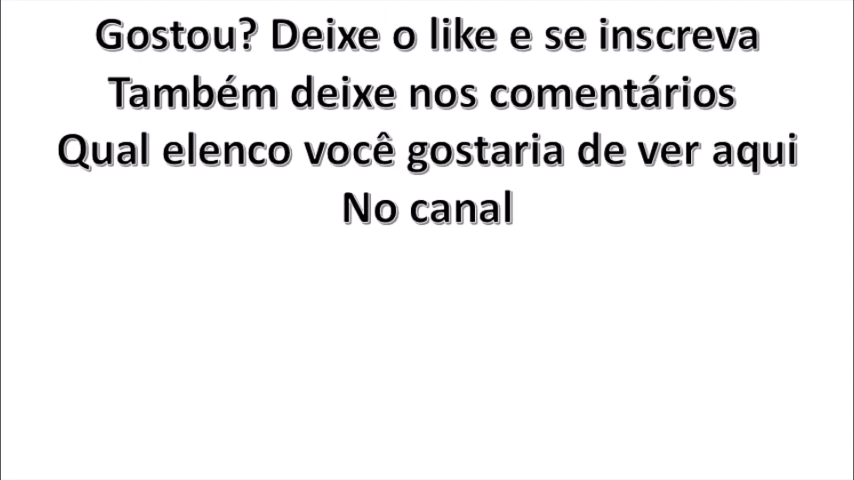 Gostou? Deixe o like e se inscreva
Também deixe nos comentários
Qual elenco você gostaria de ver aqui
No canal